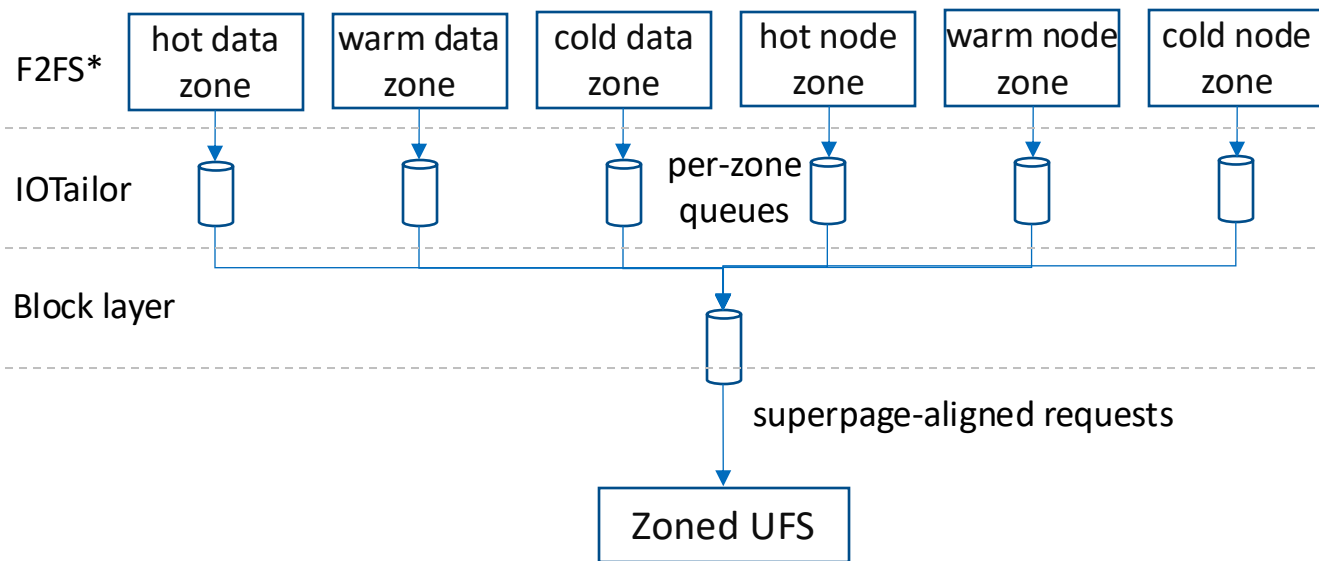 F2FS*
hot data
zone
warm data
zone
cold data
zone
hot node
zone
warm node
zone
cold node
zone
IOTailor
per-zone
queues
Block layer
superpage-aligned requests
Zoned UFS